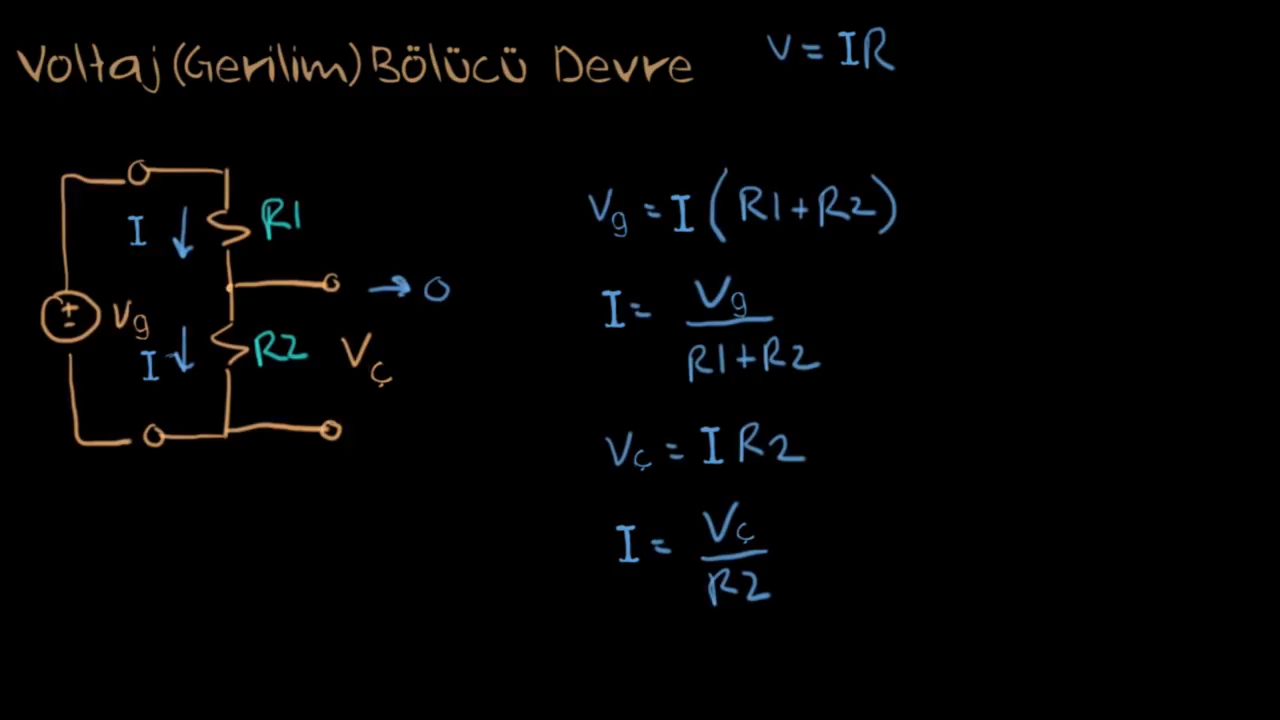 Voltaj (Gerilim) Bölücü Devre
V = IR
I
R1
→ 0
± Vg
I
R2
Vç
Vg = I (R1+R2)
I = Vg / R1+R2
Vç = I R2
I = Vç / R2